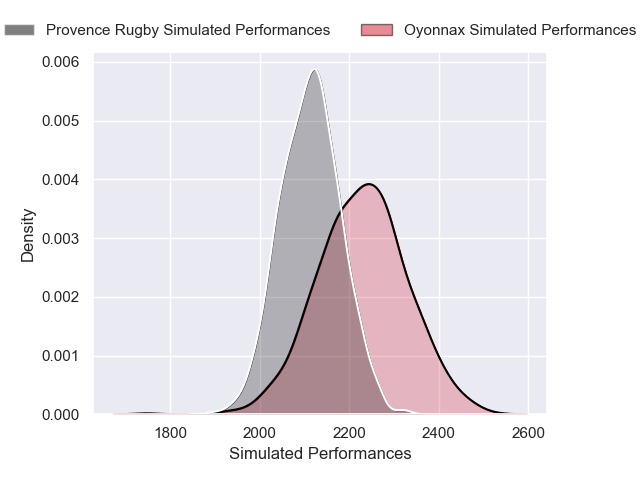 Provence Rugby Simulated Performances
Oyonnax Simulated Performances
0.006
0.005
0.004
0.003
0.002
0.001
0.000
Density
1800 2000 2200 2400 2600
Simulated Performances